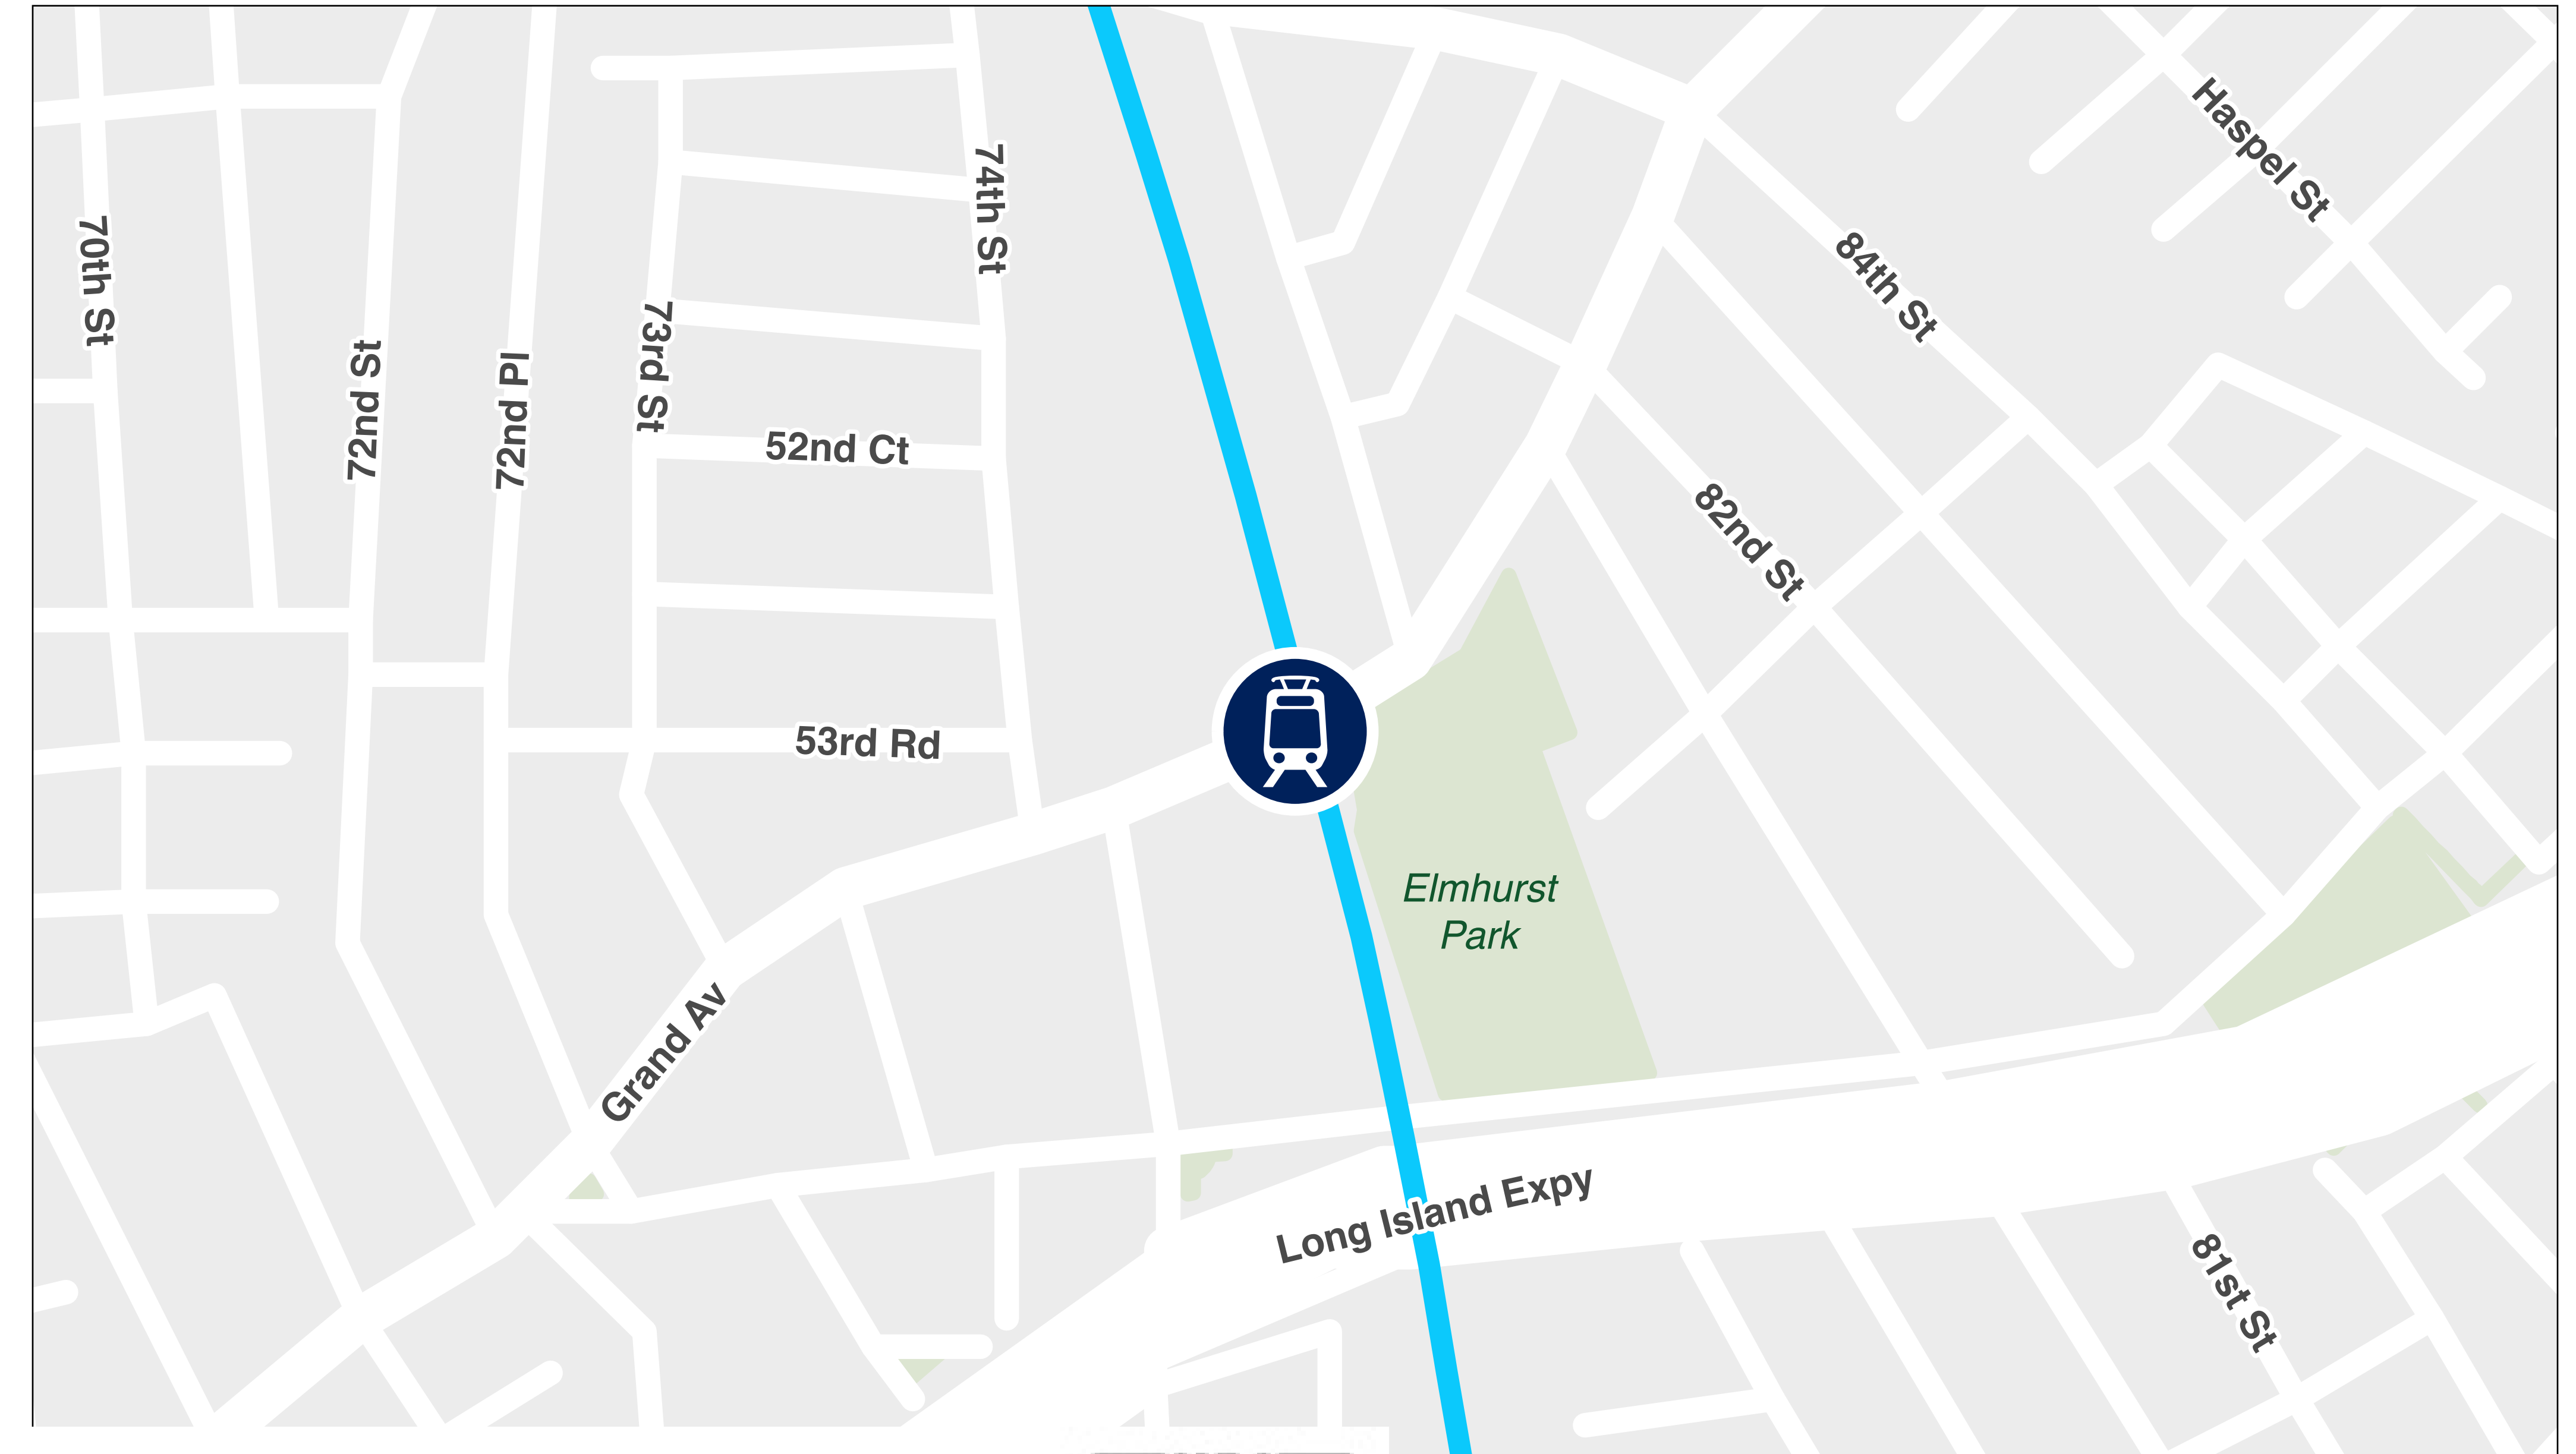 Haspel St
74th St
70th St
84th St
73rd St
72nd St
72nd Pl
52nd Ct
82nd St
53rd Rd
Elmhurst
Park
Grand Av
Long Island Expy
81st St